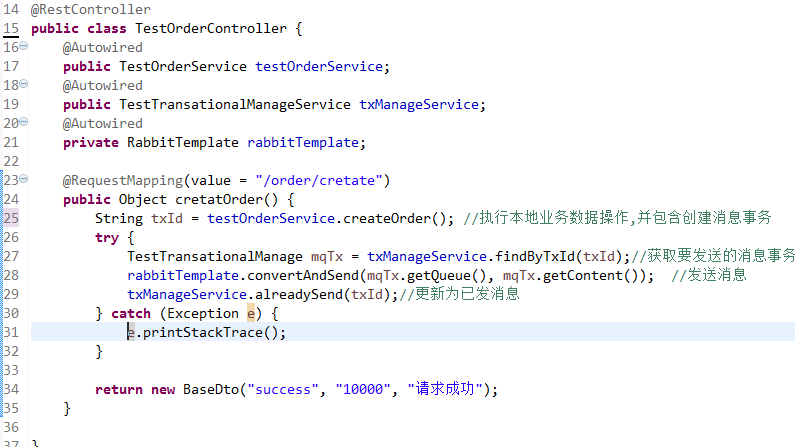 14 @RestController
15 public class TestOrderController {
16 @Autowired
17 public TestOrderService testOrderService;
18 @Autowired
19 public TestTransationalManageService txManageService;
20 @Autowired
21 private RabbitTemplate rabbitTemplate;
22
23 @RequestMapping(value = "/order/cretate")
24 public Object cretatOrder() {
25 String txId = testOrderService.createOrder(); //执行本地业务数据操作,并包含创建消息事务
26 try {
27 TestTransationalManage mqTx = txManageService.findByTxId(txId);//获取要发送的消息事务
28 rabbitTemplate.convertAndSend(mqTx.getQueue(), mqTx.getContent()); //发送消息
29 txManageService.alreadySend(txId);//更新为已发消息
30 } catch (Exception e) {
31 e.printStackTrace();
32 }
33
34 return new BaseDto("success", "10000", "请求成功");
35 }
36
37 }